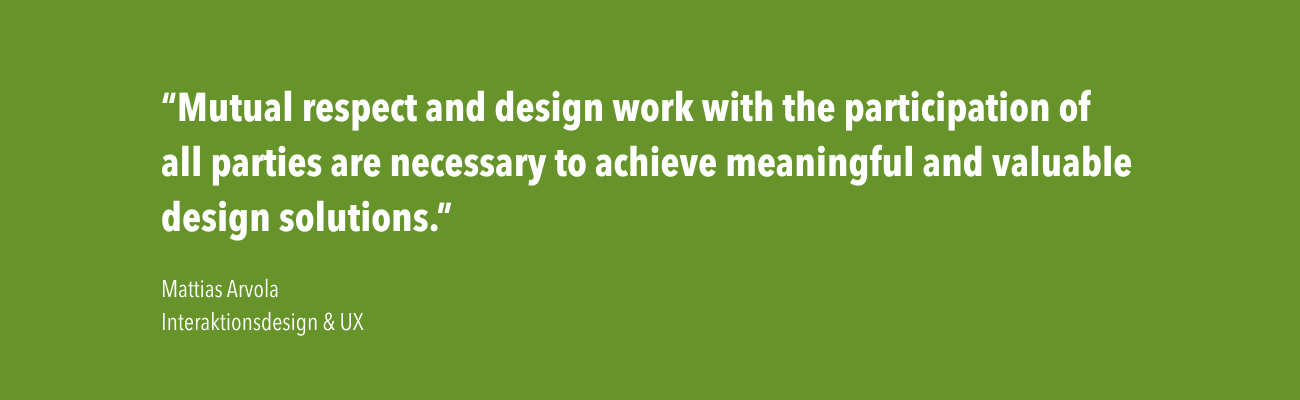 “Mutual respect and design work with the participation of
all parties are necessary to achieve meaningful and valuable
design solutions.”
Mattias Arvola
Interaktionsdesign & UX